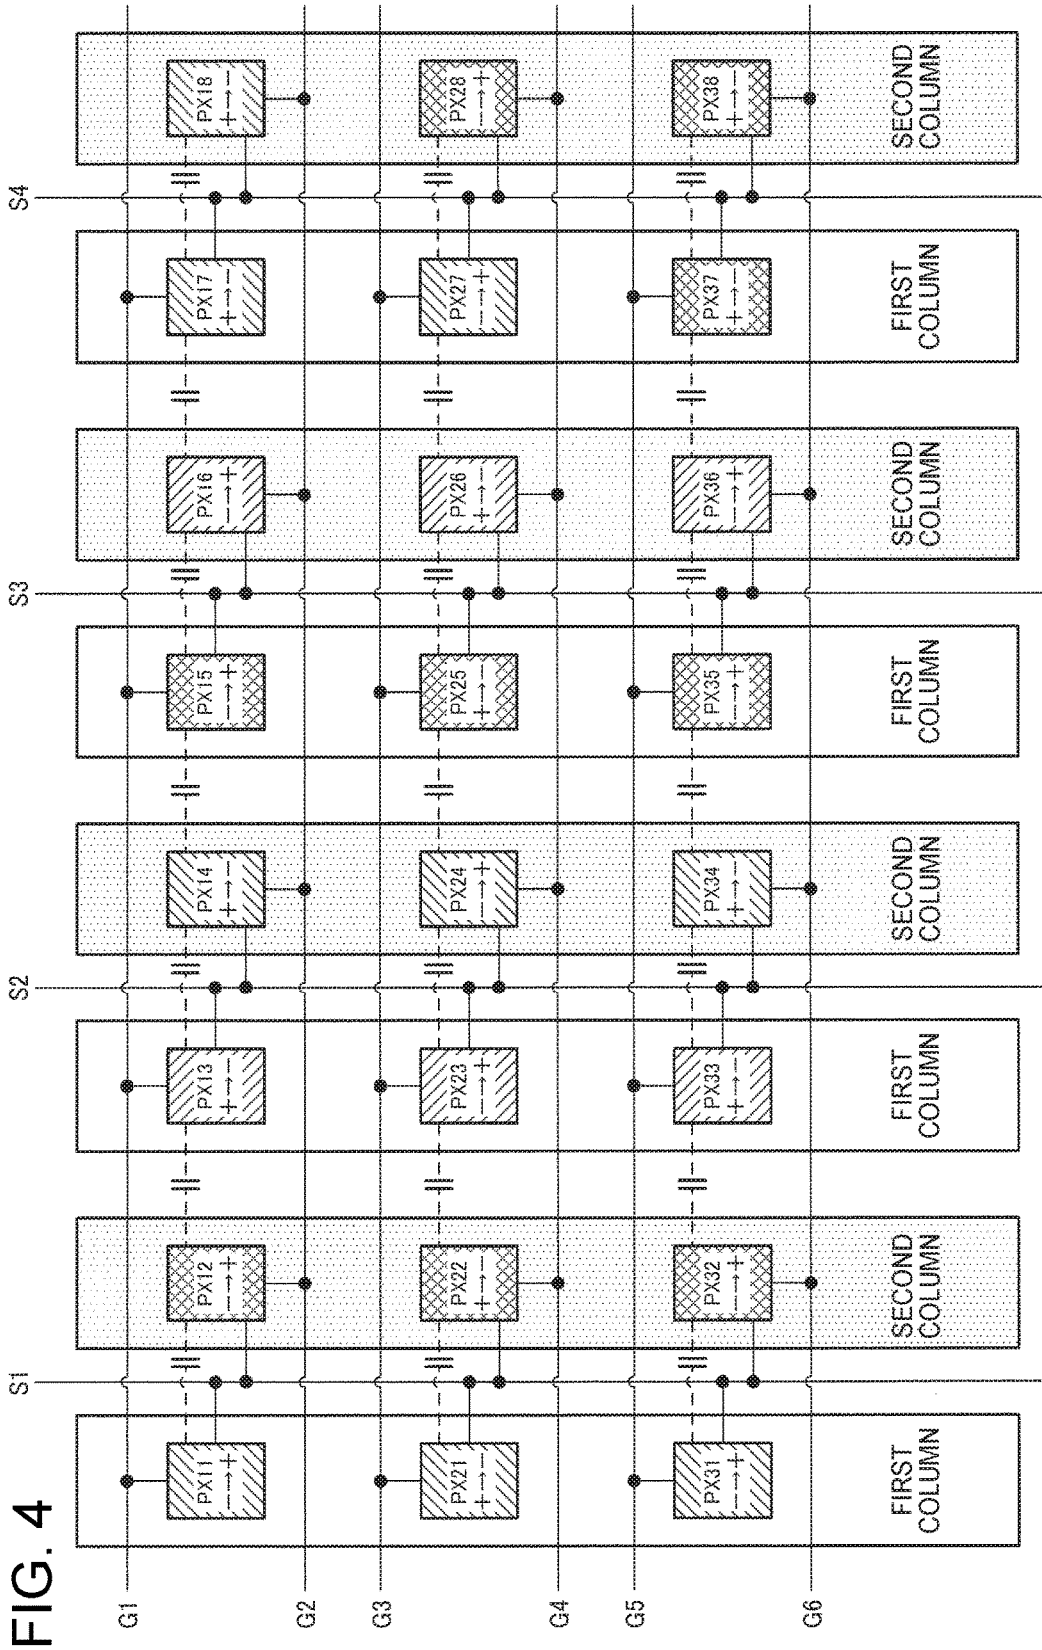 FIG. 4
S1 S2 S3 S4
G1
PX11 PX12 PX13 PX14 PX15 PX16 PX17 PX18
−→+ −→+ +→− +→− −→+ −→+ +→− +→−
G2
G3
PX21 PX22 PX23 PX24 PX25 PX26 PX27 PX28
+→− +→− −→+ −→+ +→− +→− −→+ −→+
G4
G5
PX31 PX32 PX33 PX34 PX35 PX36 PX37 PX38
−→+ −→+ +→− +→− −→+ −→+ +→− +→−
G6
FIRST SECOND FIRST SECOND FIRST SECOND FIRST SECOND
COLUMN COLUMN COLUMN COLUMN COLUMN COLUMN COLUMN COLUMN